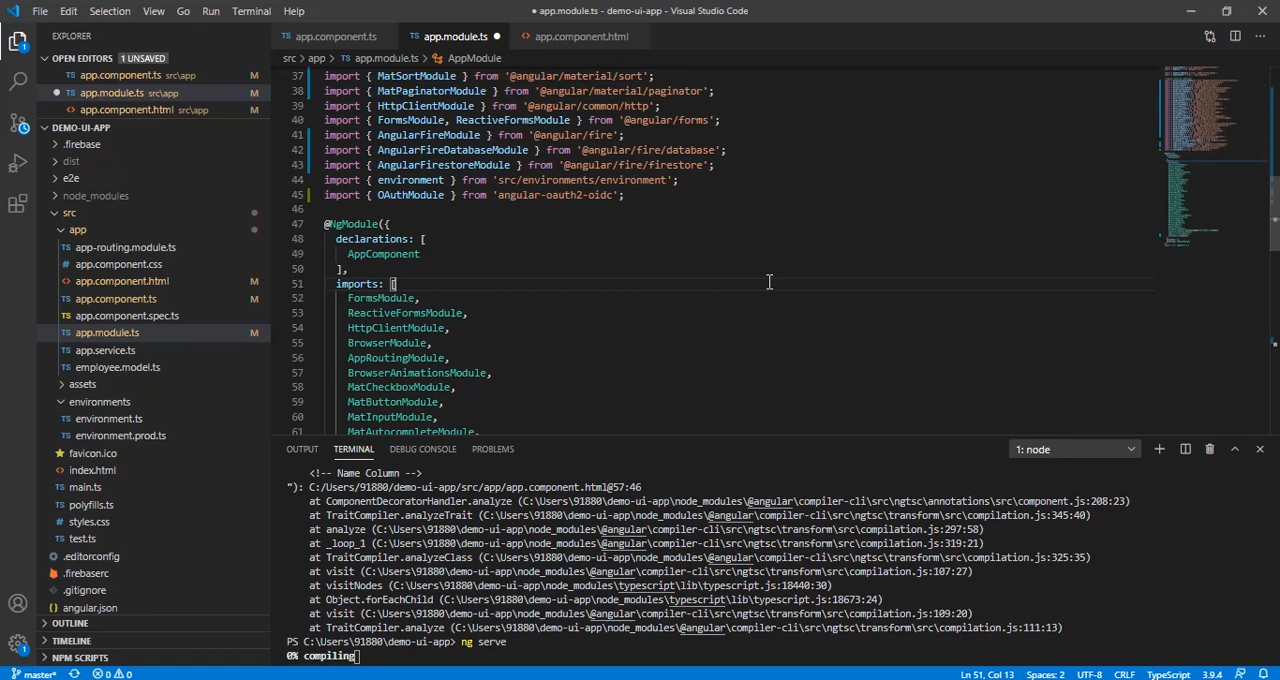 File Edit Selection View Go Run Terminal Help
● app.module.ts - demo-ui-app - Visual Studio Code
EXPLORER
OPEN EDITORS 1 UNSAVED
TS app.component.ts src\app M
● app.module.ts src\app M
<> app.component.html src\app M
DEMO-UI-APP
.firebase
dist
e2e
node_modules
src
app
TS app-routing.module.ts
app.component.css
<> app.component.html M
TS app.component.ts M
TS app.component.spec.ts
TS app.module.ts M
TS app.service.ts
TS employee.model.ts
assets
environments
TS environment.ts
TS environment.prod.ts
favicon.ico
<> index.html
TS main.ts
TS polyfills.ts
styles.css
TS test.ts
.editorconfig
.firebaserc
.gitignore
angular.json
OUTLINE
TIMELINE
NPM SCRIPTS
TS app.component.ts
TS app.module.ts ●
<> app.component.html
src > app > TS app.module.ts > AppModule
37 import { MatSortModule } from '@angular/material/sort';
38 import { MatPaginatorModule } from '@angular/material/paginator';
39 import { HttpClientModule } from '@angular/common/http';
40 import { FormsModule, ReactiveFormsModule } from '@angular/forms';
41 import { AngularFireModule } from '@angular/fire';
42 import { AngularFireDatabaseModule } from '@angular/fire/database';
43 import { AngularFirestoreModule } from '@angular/fire/firestore';
44 import { environment } from 'src/environments/environment';
45 import { OAuthModule } from 'angular-oauth2-oidc';
46
47 @NgModule({
48 declarations: [
49 AppComponent
50 ],
51 imports: [
52 FormsModule,
53 ReactiveFormsModule,
54 HttpClientModule,
55 BrowserModule,
56 AppRoutingModule,
57 BrowserAnimationsModule,
58 MatCheckboxModule,
59 MatButtonModule,
60 MatInputModule,
61 MatAutocompleteModule,
OUTPUT TERMINAL DEBUG CONSOLE PROBLEMS
1: node
<!-- Name Column -->
"): C:/Users/91880/demo-ui-app/src/app/app.component.html@57:46
at ComponentDecoratorHandler.analyze (C:\Users\91880\demo-ui-app\node_modules\@angular\compiler-cli\src\ngtsc\annotations\src\component.js:208:23)
at TraitCompiler.analyzeTrait (C:\Users\91880\demo-ui-app\node_modules\@angular\compiler-cli\src\ngtsc\transform\src\compilation.js:345:40)
at analyze (C:\Users\91880\demo-ui-app\node_modules\@angular\compiler-cli\src\ngtsc\transform\src\compilation.js:297:58)
at _loop_1 (C:\Users\91880\demo-ui-app\node_modules\@angular\compiler-cli\src\ngtsc\transform\src\compilation.js:319:21)
at TraitCompiler.analyzeClass (C:\Users\91880\demo-ui-app\node_modules\@angular\compiler-cli\src\ngtsc\transform\src\compilation.js:325:35)
at visit (C:\Users\91880\demo-ui-app\node_modules\@angular\compiler-cli\src\ngtsc\transform\src\compilation.js:107:27)
at visitNodes (C:\Users\91880\demo-ui-app\node_modules\typescript\lib\typescript.js:18440:30)
at Object.forEachChild (C:\Users\91880\demo-ui-app\node_modules\typescript\lib\typescript.js:18673:24)
at visit (C:\Users\91880\demo-ui-app\node_modules\@angular\compiler-cli\src\ngtsc\transform\src\compilation.js:109:20)
at TraitCompiler.analyze (C:\Users\91880\demo-ui-app\node_modules\@angular\compiler-cli\src\ngtsc\transform\src\compilation.js:111:13)
PS C:\Users\91880\demo-ui-app> ng serve
0% compiling
master* 0 0
Ln 51, Col 13 Spaces: 2 UTF-8 CRLF TypeScript 3.9.4